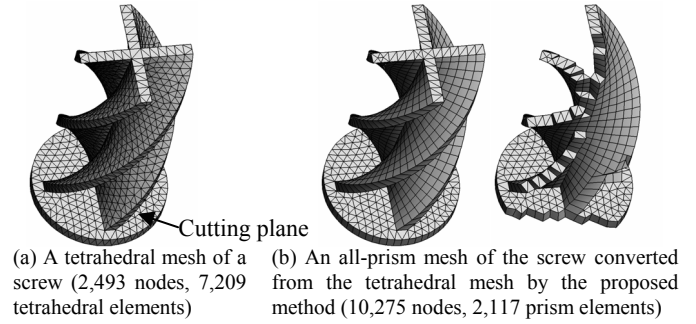 Cutting plane
(a) A tetrahedral mesh of a
screw (2,493 nodes, 7,209
tetrahedral elements)
(b) An all-prism mesh of the screw converted
from the tetrahedral mesh by the proposed
method (10,275 nodes, 2,117 prism elements)